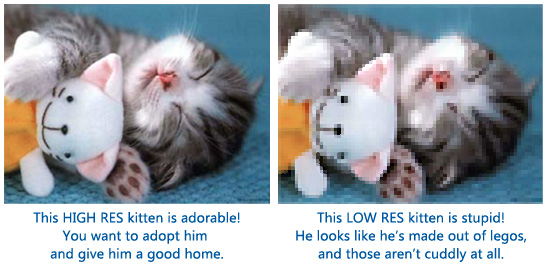 This HIGH RES kitten is adorable!
You want to adopt him
and give him a good home.
This LOW RES kitten is stupid!
He looks like he's made out of legos,
and those aren't cuddly at all.